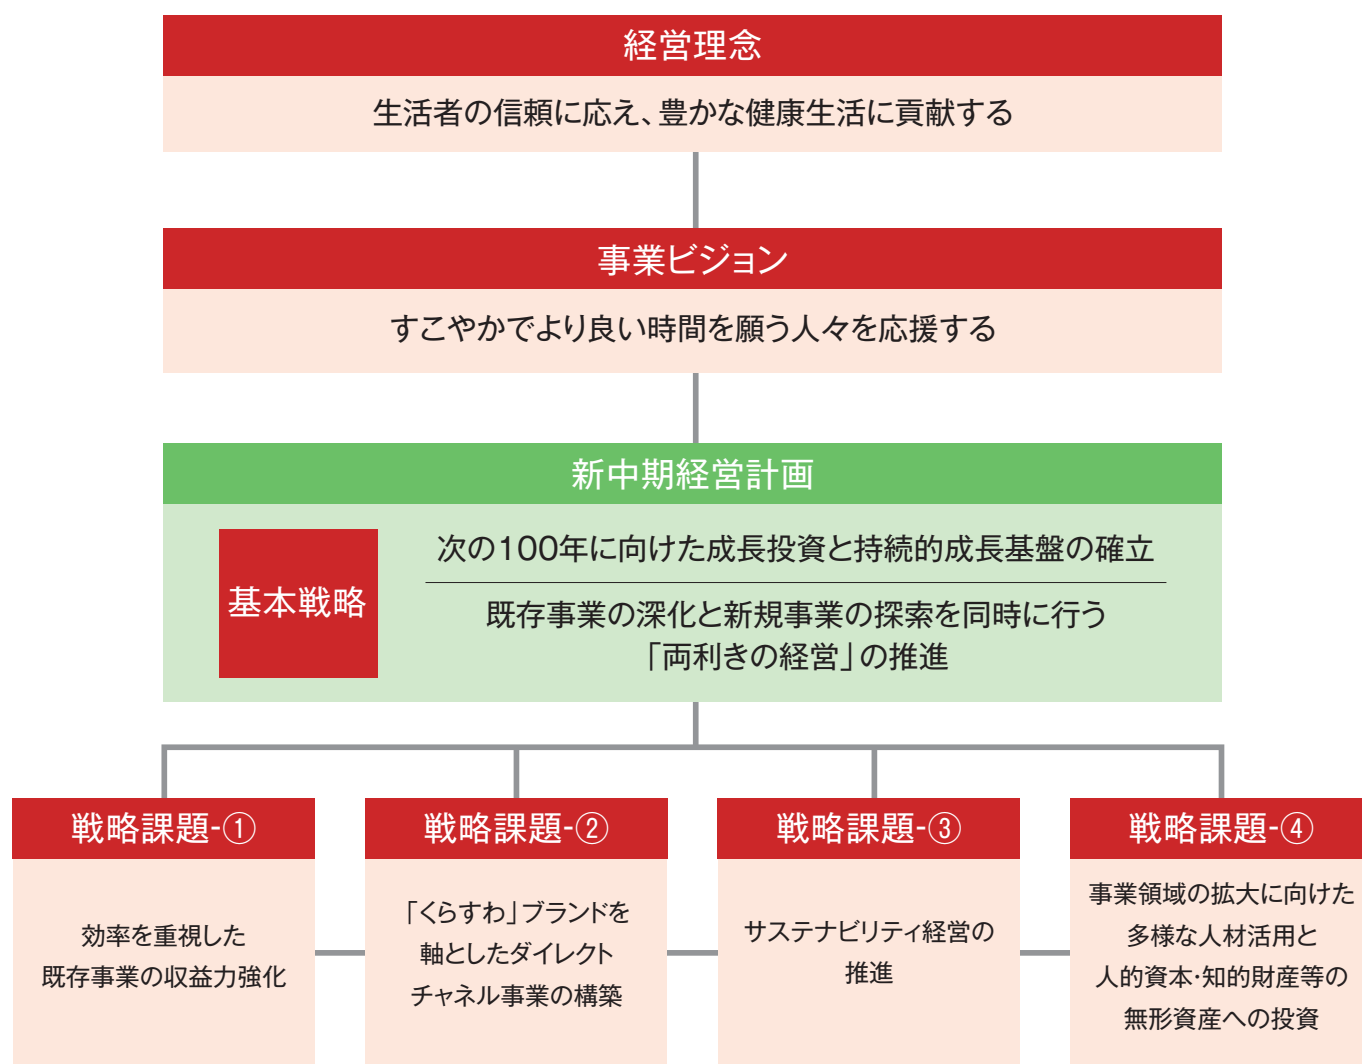 経営理念
生活者の信頼に応え、豊かな健康生活に貢献する
事業ビジョン
すこやかでより良い時間を願う人々を応援する
新中期経営計画
基本戦略
次の100年に向けた成長投資と持続的成長基盤の確立
既存事業の深化と新規事業の探索を同時に行う
「両利きの経営」の推進
戦略課題-①
効率を重視した
既存事業の収益力強化
戦略課題-②
「くらすわ」ブランドを
軸としたダイレクト
チャネル事業の構築
戦略課題-③
サステナビリティ経営の
推進
戦略課題-④
事業領域の拡大に向けた
多様な人材活用と
人的資本・知的財産等の
無形資産への投資